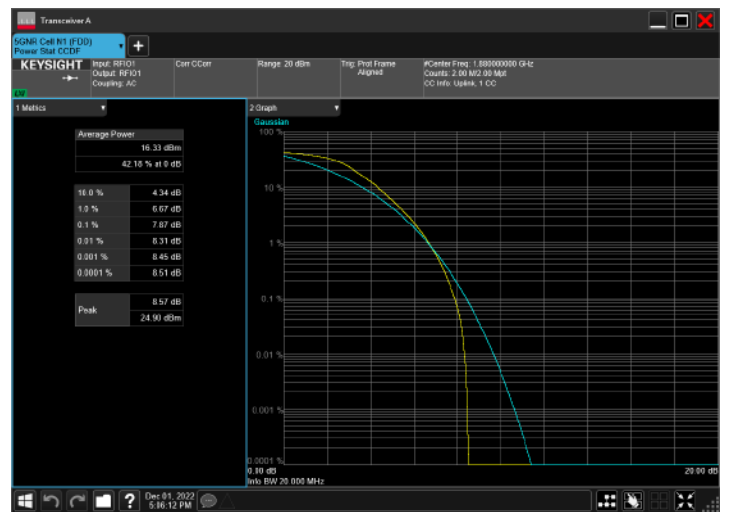 Transceiver A
5GNR Cell N1 (FDD)
Power Stat CCDF
KEYSIGHT
Input: RFIO1
Output: RFIO1
Coupling: AC
Corr CCorr
Range: 20 dBm
Trig: Prot Frame
Aligned
#Center Freq: 1.880000000 GHz
Counts: 2.00 M/2.00 Mpt
CC Info: Uplink, 1 CC
1 Metrics
Average Power
16.33 dBm
42.18 % at 0 dB
10.0 % 4.34 dB
1.0 % 6.67 dB
0.1 % 7.87 dB
0.01 % 8.31 dB
0.001 % 8.45 dB
0.0001 % 8.51 dB
Peak
8.57 dB
24.90 dBm
2 Graph
Gaussian
100 %
10 %
1 %
0.1 %
0.01 %
0.001 %
0.0001 %
0.00 dB
20.00 dB
Info BW 20.000 MHz
?
Dec 01, 2022
5:06:12 PM